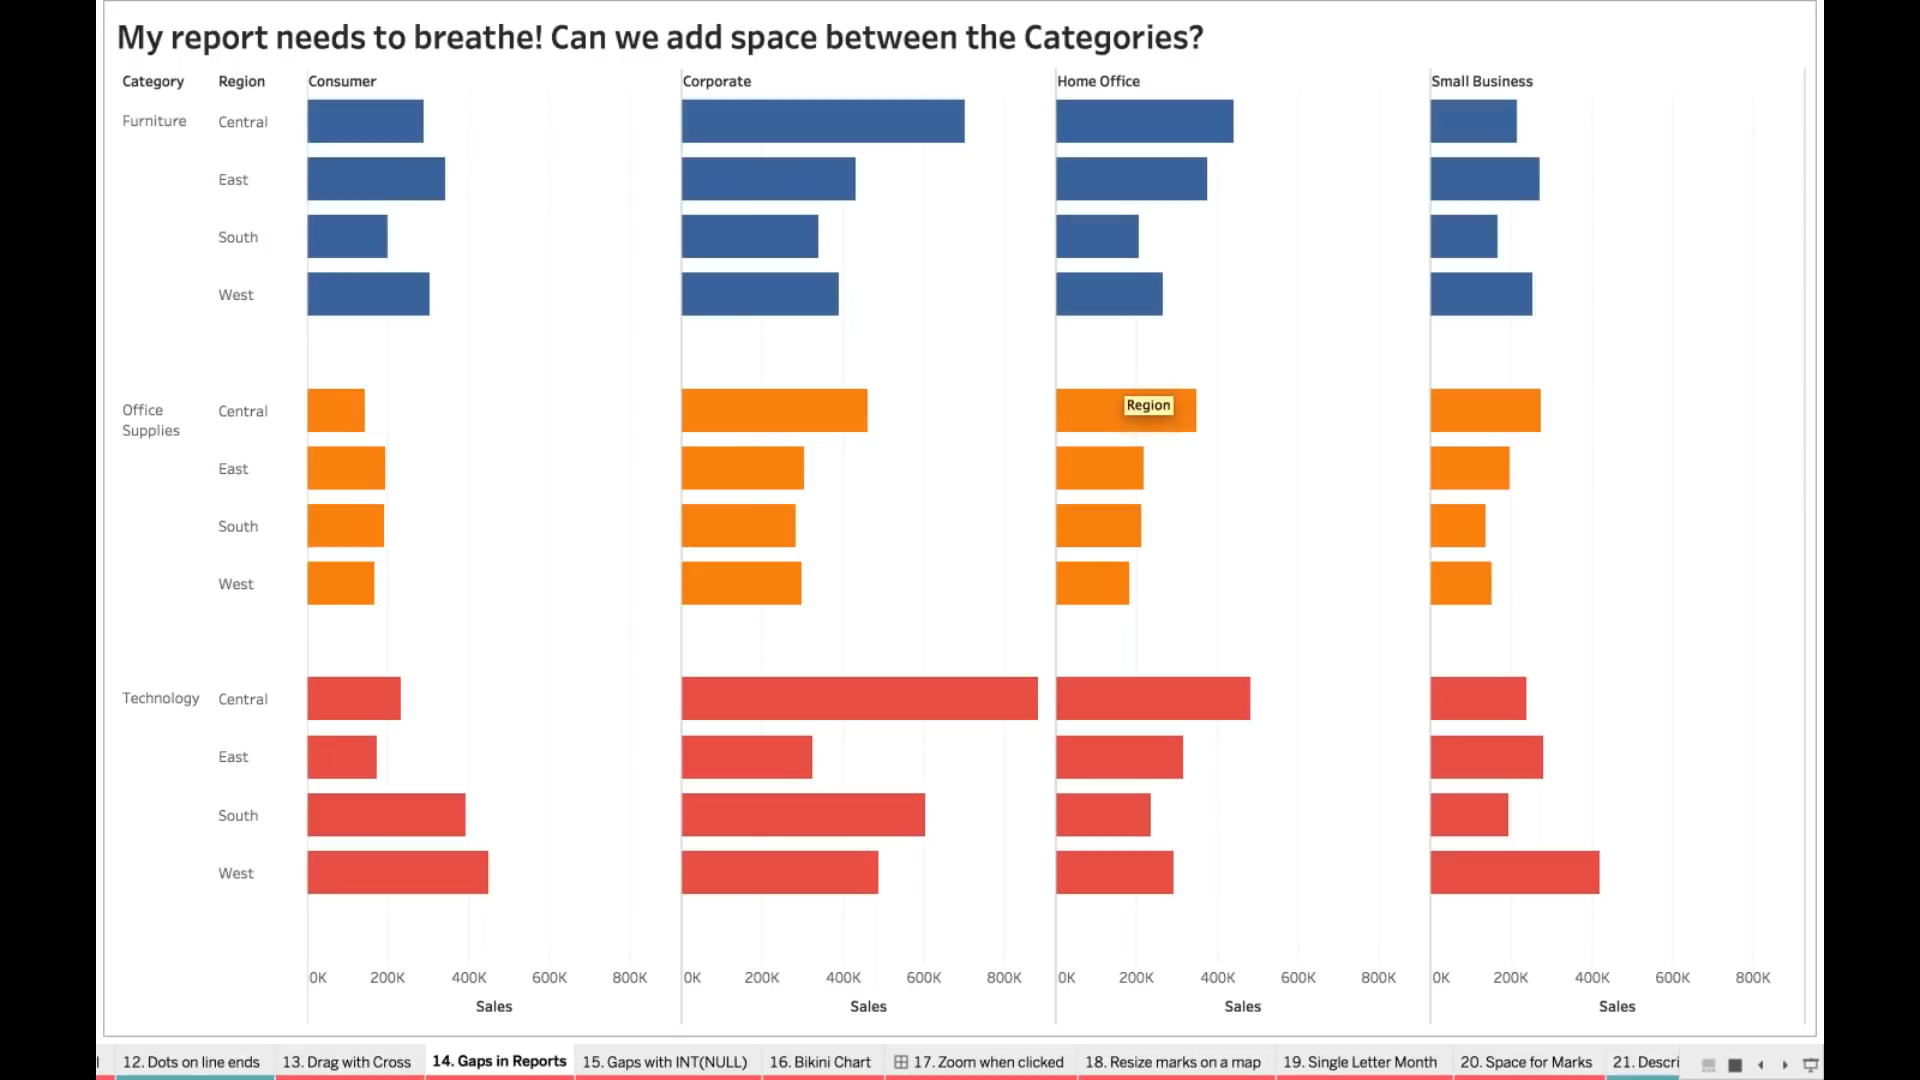 My report needs to breathe! Can we add space between the Categories?
Category Region Consumer Corporate Home Office Small Business
Furniture Central
East
South
West
Office Supplies Central
Region
East
South
West
Technology Central
East
South
West
0K 200K 400K 600K 800K 0K 200K 400K 600K 800K 0K 200K 400K 600K 800K 0K 200K 400K 600K 800K
Sales Sales Sales Sales
12. Dots on line ends 13. Drag with Cross 14. Gaps in Reports 15. Gaps with INT(NULL) 16. Bikini Chart 17. Zoom when clicked 18. Resize marks on a map 19. Single Letter Month 20. Space for Marks 21. Descri